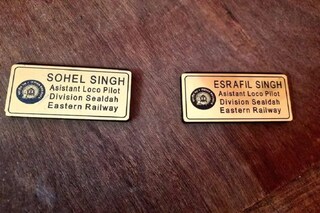 SOHEL SINGH
Asistant Loco Pilot
Division Sealdah
Eastern Railway
ESRAFIL SINGH
Asistant Loco Pilot
Division Sealdah
Eastern Railway